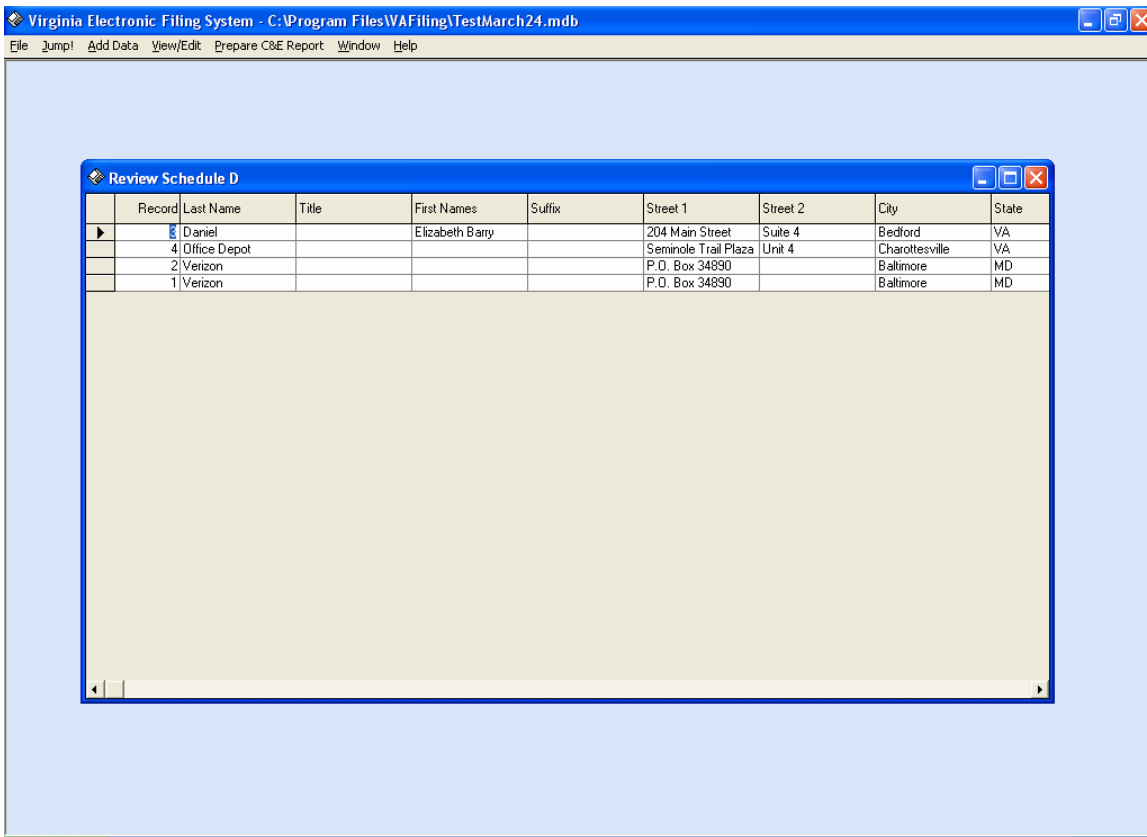 Virginia Electronic Filing System - C:\Program Files\VAFiling\TestMarch24.mdb
File Jump! Add Data View/Edit Prepare C&E Report Window Help
Review Schedule D
Record Last Name Title First Names Suffix Street 1 Street 2 City State
3 Daniel Elizabeth Barry 204 Main Street Suite 4 Bedford VA
4 Office Depot Seminole Trail Plaza Unit 4 Charottesville VA
2 Verizon P.O. Box 34890 Baltimore MD
1 Verizon P.O. Box 34890 Baltimore MD